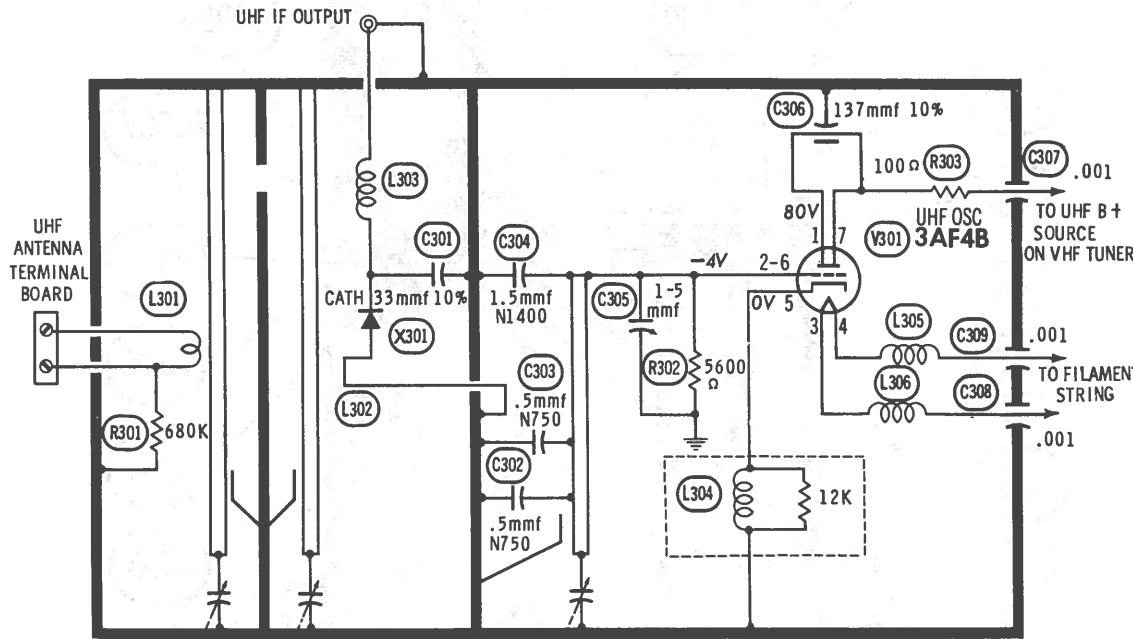 UHF IF OUTPUT
C306
137mmf 10%
L303
100Ω
R303
C307
.001
80V
UHF OSC
3AF4B
1 7
V301
TO UHF B+
SOURCE
ON VHF TUNER
UHF
ANTENNA
TERMINAL
BOARD
C301
C304
-4V
2-6
L301
CATH
33mmf 10%
1.5mmf
N1400
C305
1-5
mmf
0V
5
X301
3
4
L305
C309
.001
L302
C303
.5mmf
N750
R302
5600
Ω
L306
C308
TO FILAMENT
STRING
.001
R301
680K
C302
.5mmf
N750
L304
12K